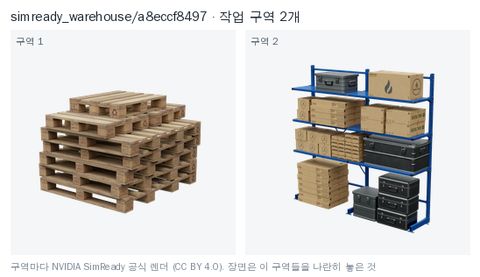 simready_warehouse/a8eccf8497 · 작업 구역 2개
구역 1
구역 2
구역마다 NVIDIA SimReady 공식 렌더 (CC BY 4.0). 장면은 이 구역들을 나란히 놓은 것